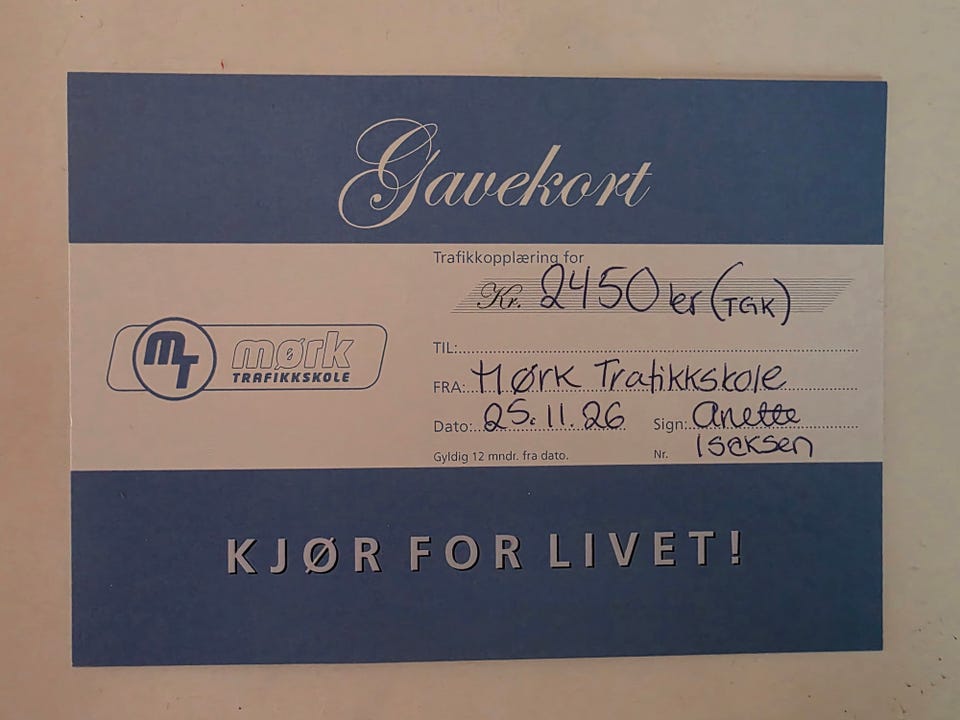 Gavekort
Trafikkopplæring for
Kr. 2450 kr (TGK)
MT mørk
TRAFIKKSKOLE
TIL:
FRA: Mørk Trafikkskole
Dato: 25.11.26 Sign: Anette
Isaksen
Gyldig 12 mndr. fra dato. Nr.
KJØR FOR LIVET!